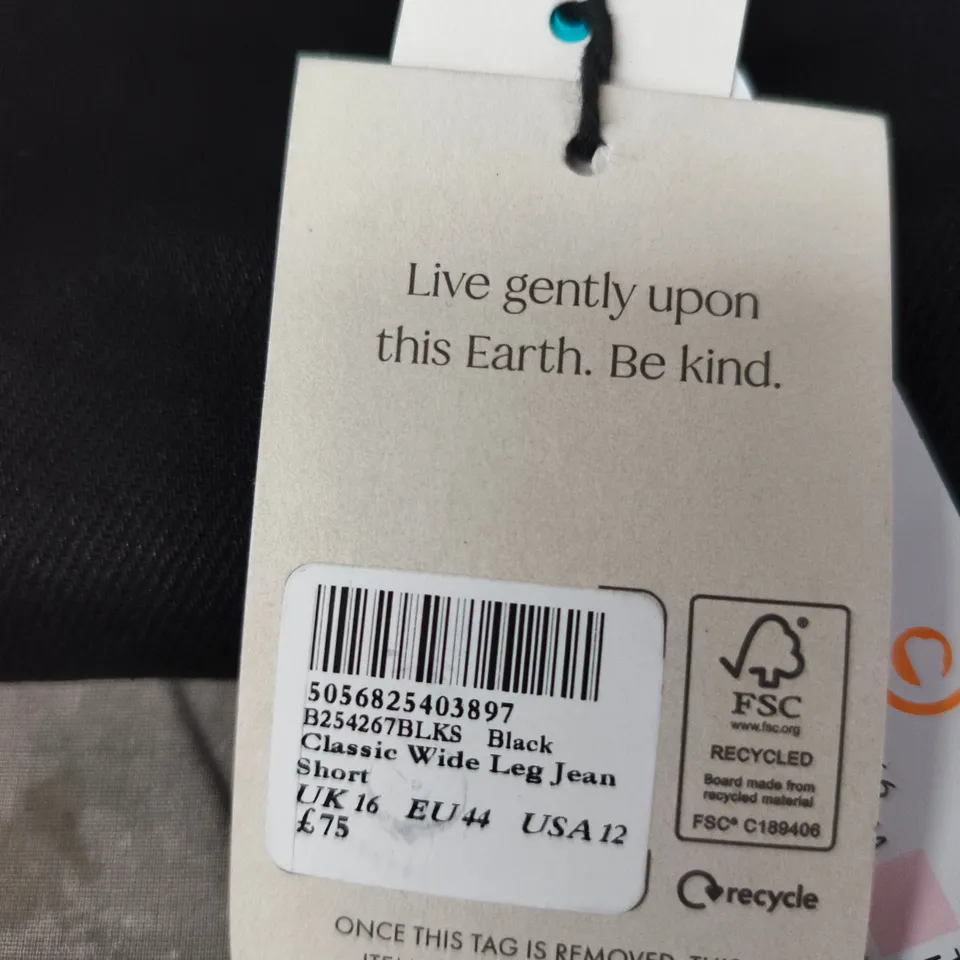 Live gently upon
this Earth. Be kind.
5056825403897
B254267BLKS Black
Classic Wide Leg Jean
Short
UK 16 EU 44 USA 12
£75
FSC®
www.fsc.org
RECYCLED
Board made from
recycled material
FSC® C189406
recycle
ONCE THIS TAG IS REMOVED,